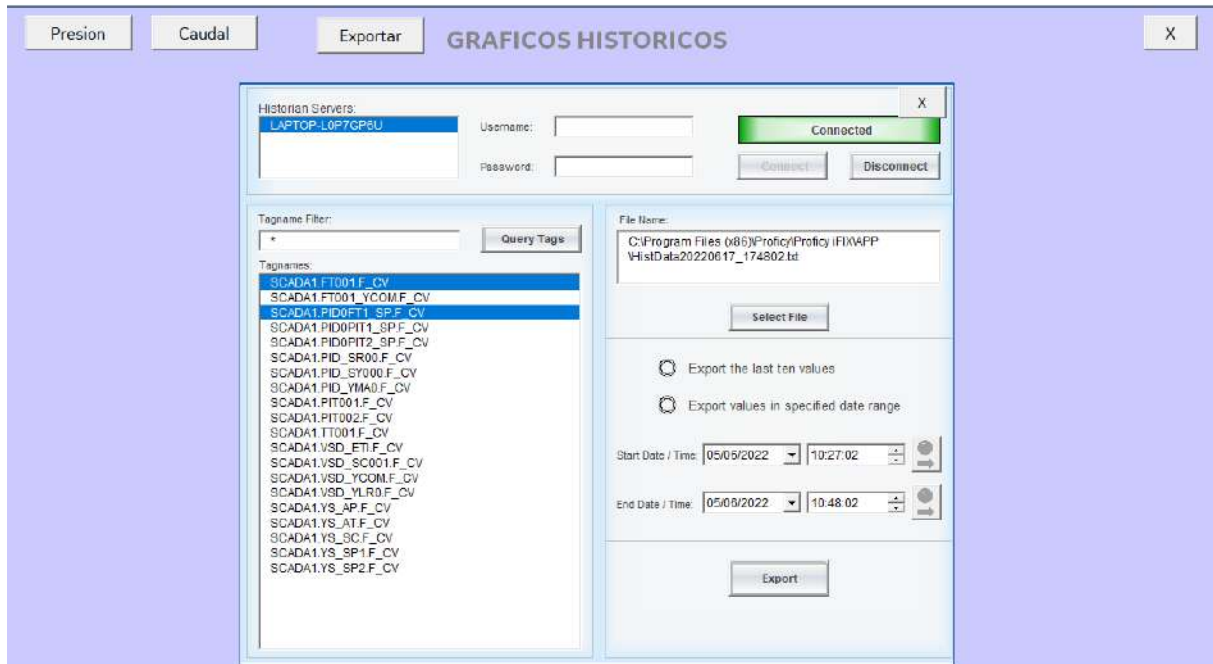 Presion
Caudal
Exportar
GRAFICOS HISTORICOS
X
X
Historian Servers:
LAPTOP-L0P7GP6U
Username:
Password:
Connected
Connect
Disconnect
Tagname Filter:
*
Query Tags
Tagnames:
SCADA1.FT001.F_CV
SCADA1.FT001_YCOM.F_CV
SCADA1.PID0FT1_SP.F_CV
SCADA1.PID0PIT1_SP.F_CV
SCADA1.PID0PIT2_SP.F_CV
SCADA1.PID_SR00.F_CV
SCADA1.PID_SY000.F_CV
SCADA1.PID_YMA0.F_CV
SCADA1.PIT001.F_CV
SCADA1.PIT002.F_CV
SCADA1.TT001.F_CV
SCADA1.VSD_ETI.F_CV
SCADA1.VSD_SC001.F_CV
SCADA1.VSD_YCOM.F_CV
SCADA1.VSD_YLR0.F_CV
SCADA1.YS_AP.F_CV
SCADA1.YS_AT.F_CV
SCADA1.YS_SC.F_CV
SCADA1.YS_SP1.F_CV
SCADA1.YS_SP2.F_CV
File Name:
C:\Program Files (x86)\Proficy\Proficy iFIX\APP
\HistData20220617_174802.txt
Select File
Export the last ten values
Export values in specified date range
Start Date / Time: 05/06/2022 10:27:02
End Date / Time: 05/06/2022 10:48:02
Export